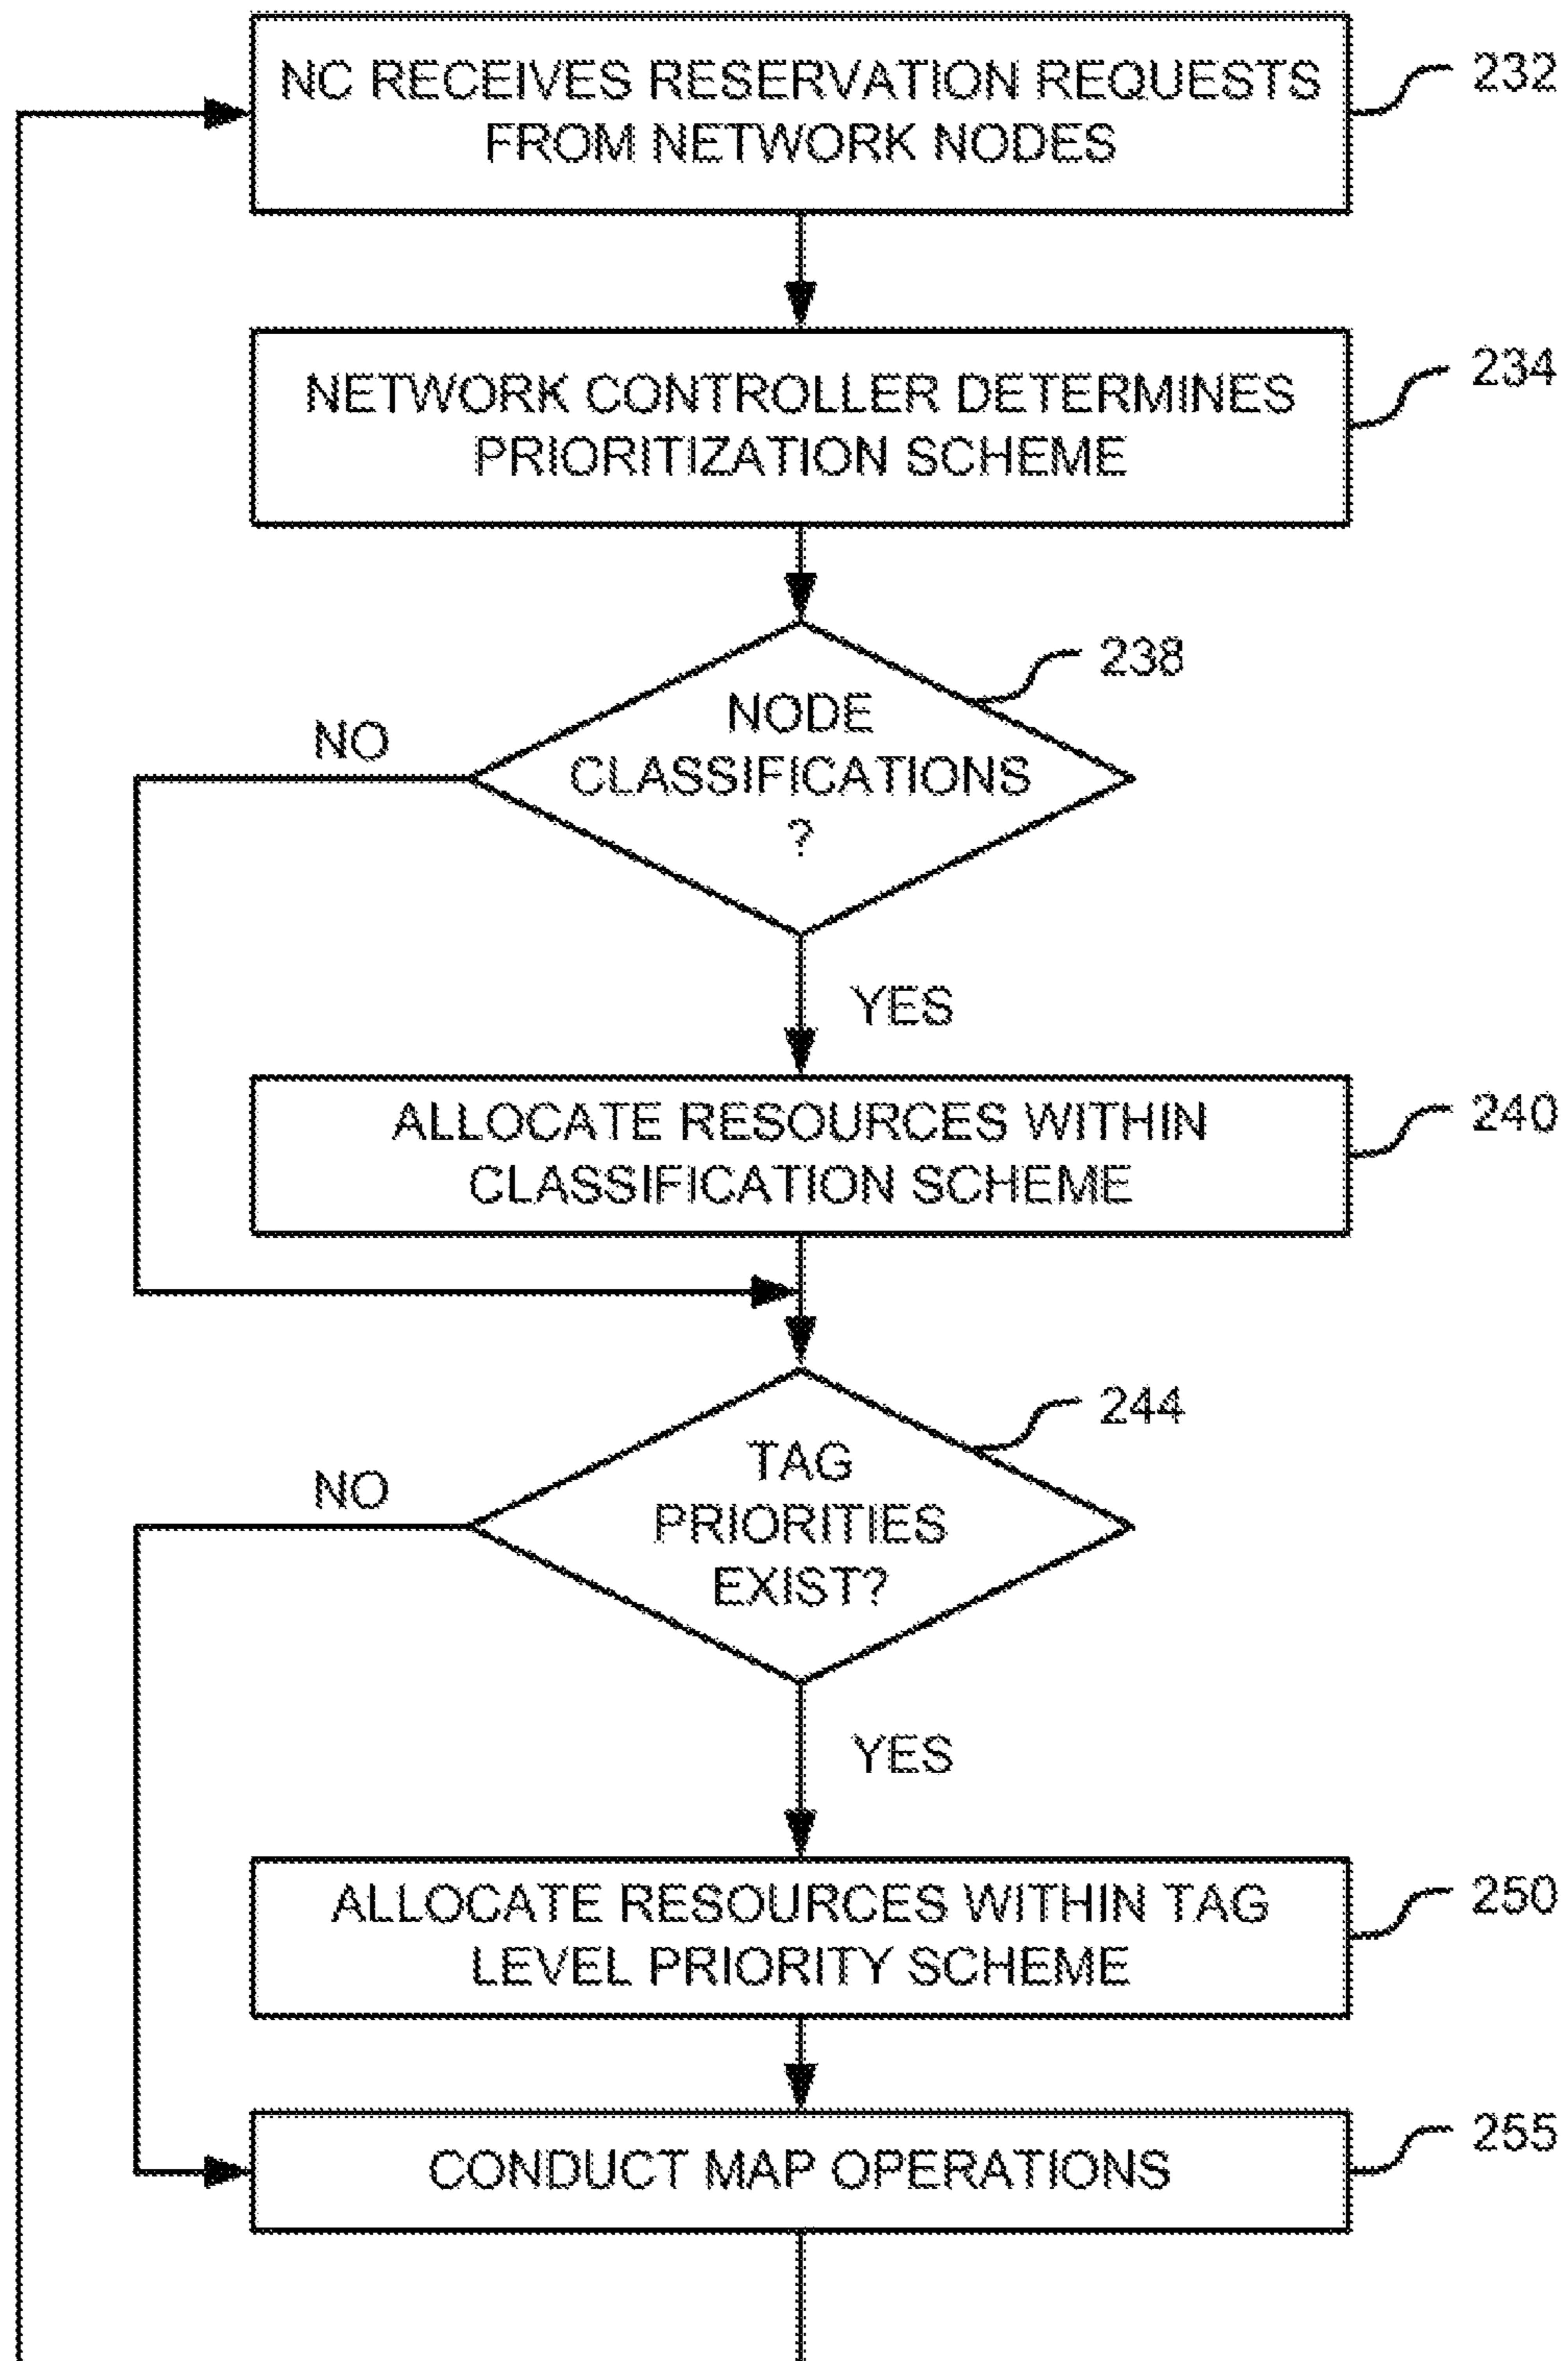 NC RECEIVES RESERVATION REQUESTS
FROM NETWORK NODES
232
NETWORK CONTROLLER DETERMINES
PRIORITIZATION SCHEME
234
238
NODE
CLASSIFICATIONS
?
NO
YES
ALLOCATE RESOURCES WITHIN
CLASSIFICATION SCHEME
240
244
TAG
PRIORITIES
EXIST?
NO
YES
ALLOCATE RESOURCES WITHIN TAG
LEVEL PRIORITY SCHEME
250
CONDUCT MAP OPERATIONS
255